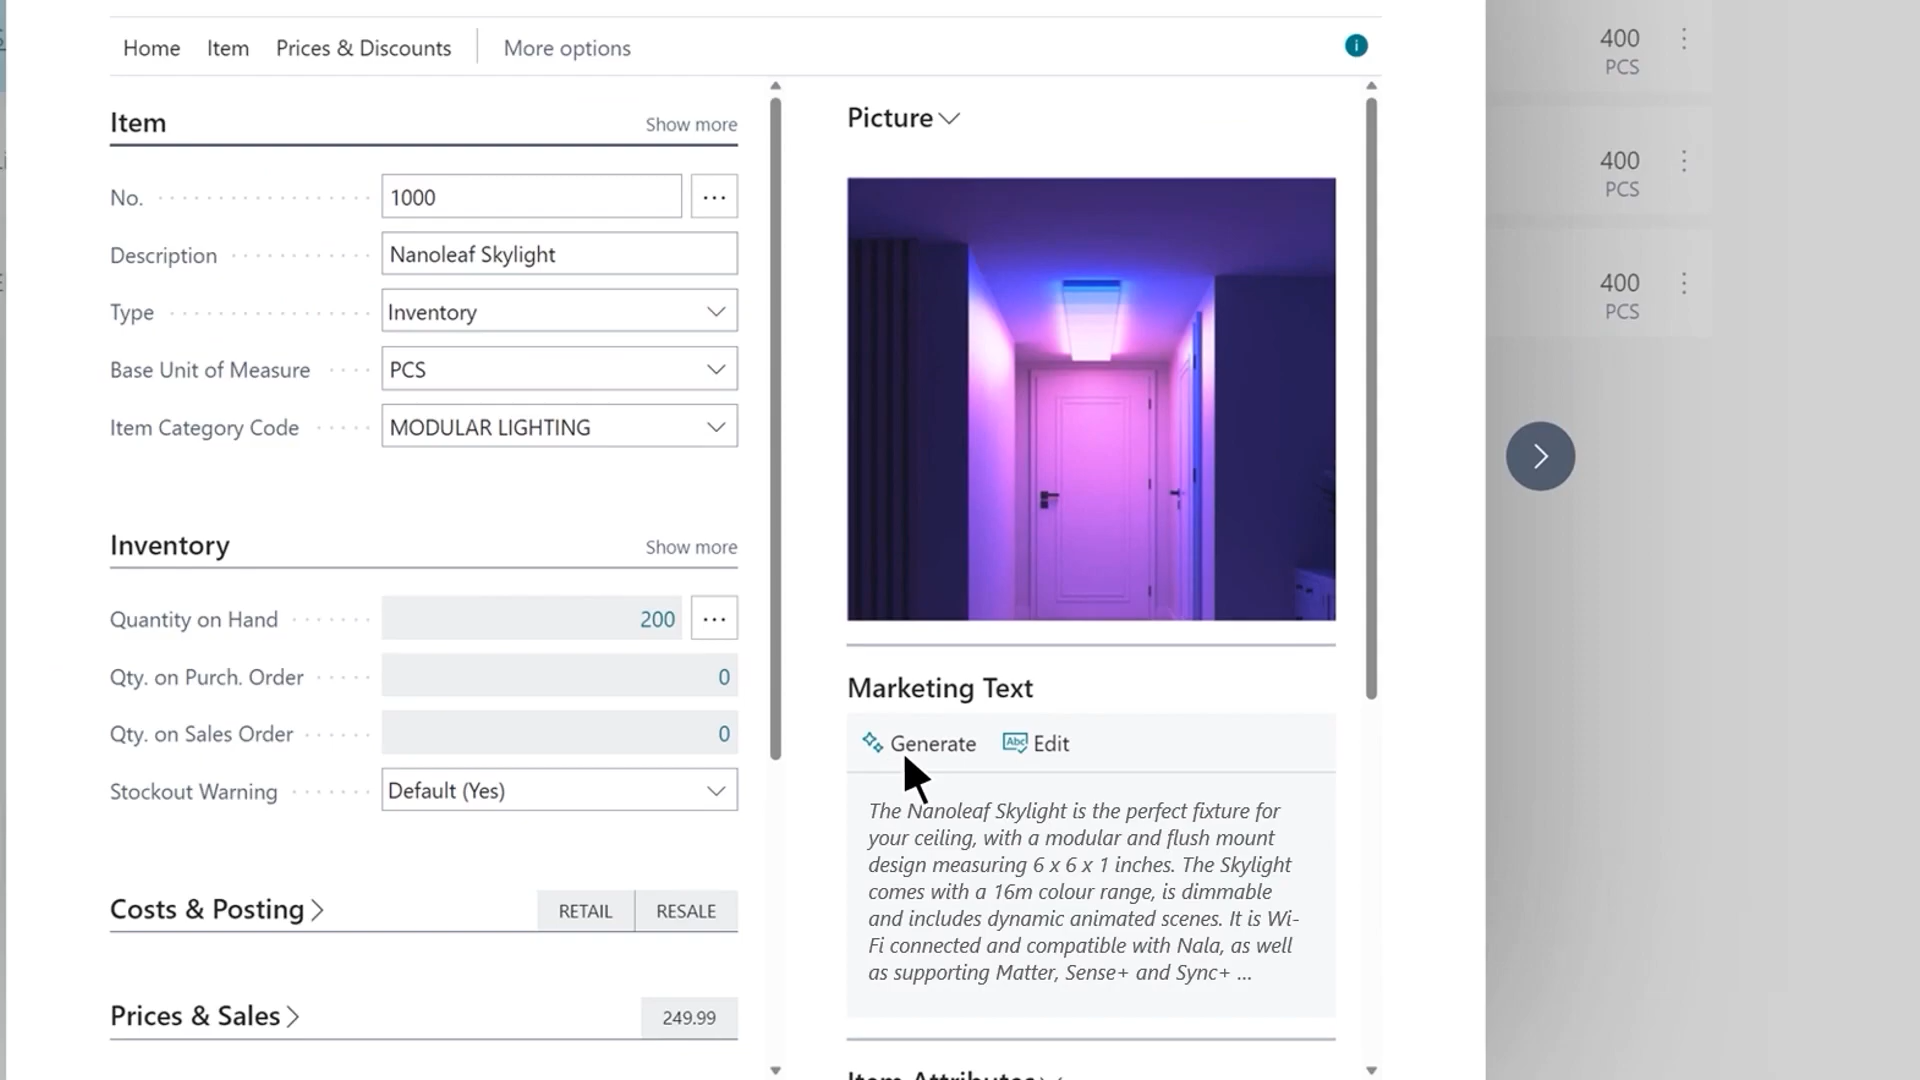 Home Item Prices & Discounts More options
Item Show more
No. 1000
Description Nanoleaf Skylight
Type Inventory
Base Unit of Measure PCS
Item Category Code MODULAR LIGHTING
Inventory Show more
Quantity on Hand 200
Qty. on Purch. Order 0
Qty. on Sales Order 0
Stockout Warning Default (Yes)
Costs & Posting RETAIL RESALE
Prices & Sales 249.99
Picture
Marketing Text
Generate Abc Edit
The Nanoleaf Skylight is the perfect fixture for
your ceiling, with a modular and flush mount
design measuring 6 x 6 x 1 inches. The Skylight
comes with a 16m colour range, is dimmable
and includes dynamic animated scenes. It is Wi-
Fi connected and compatible with Nala, as well
as supporting Matter, Sense+ and Sync+ ...
Item Attributes
400
PCS
400
PCS
400
PCS